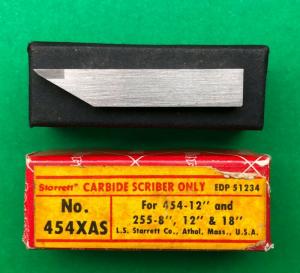 Starrett CARBIDE SCRIBER ONLY EDP 51234
No. For 454-12" and
454XAS 255-8", 12" & 18"
L.S. Starrett Co., Athol, Mass., U.S.A.